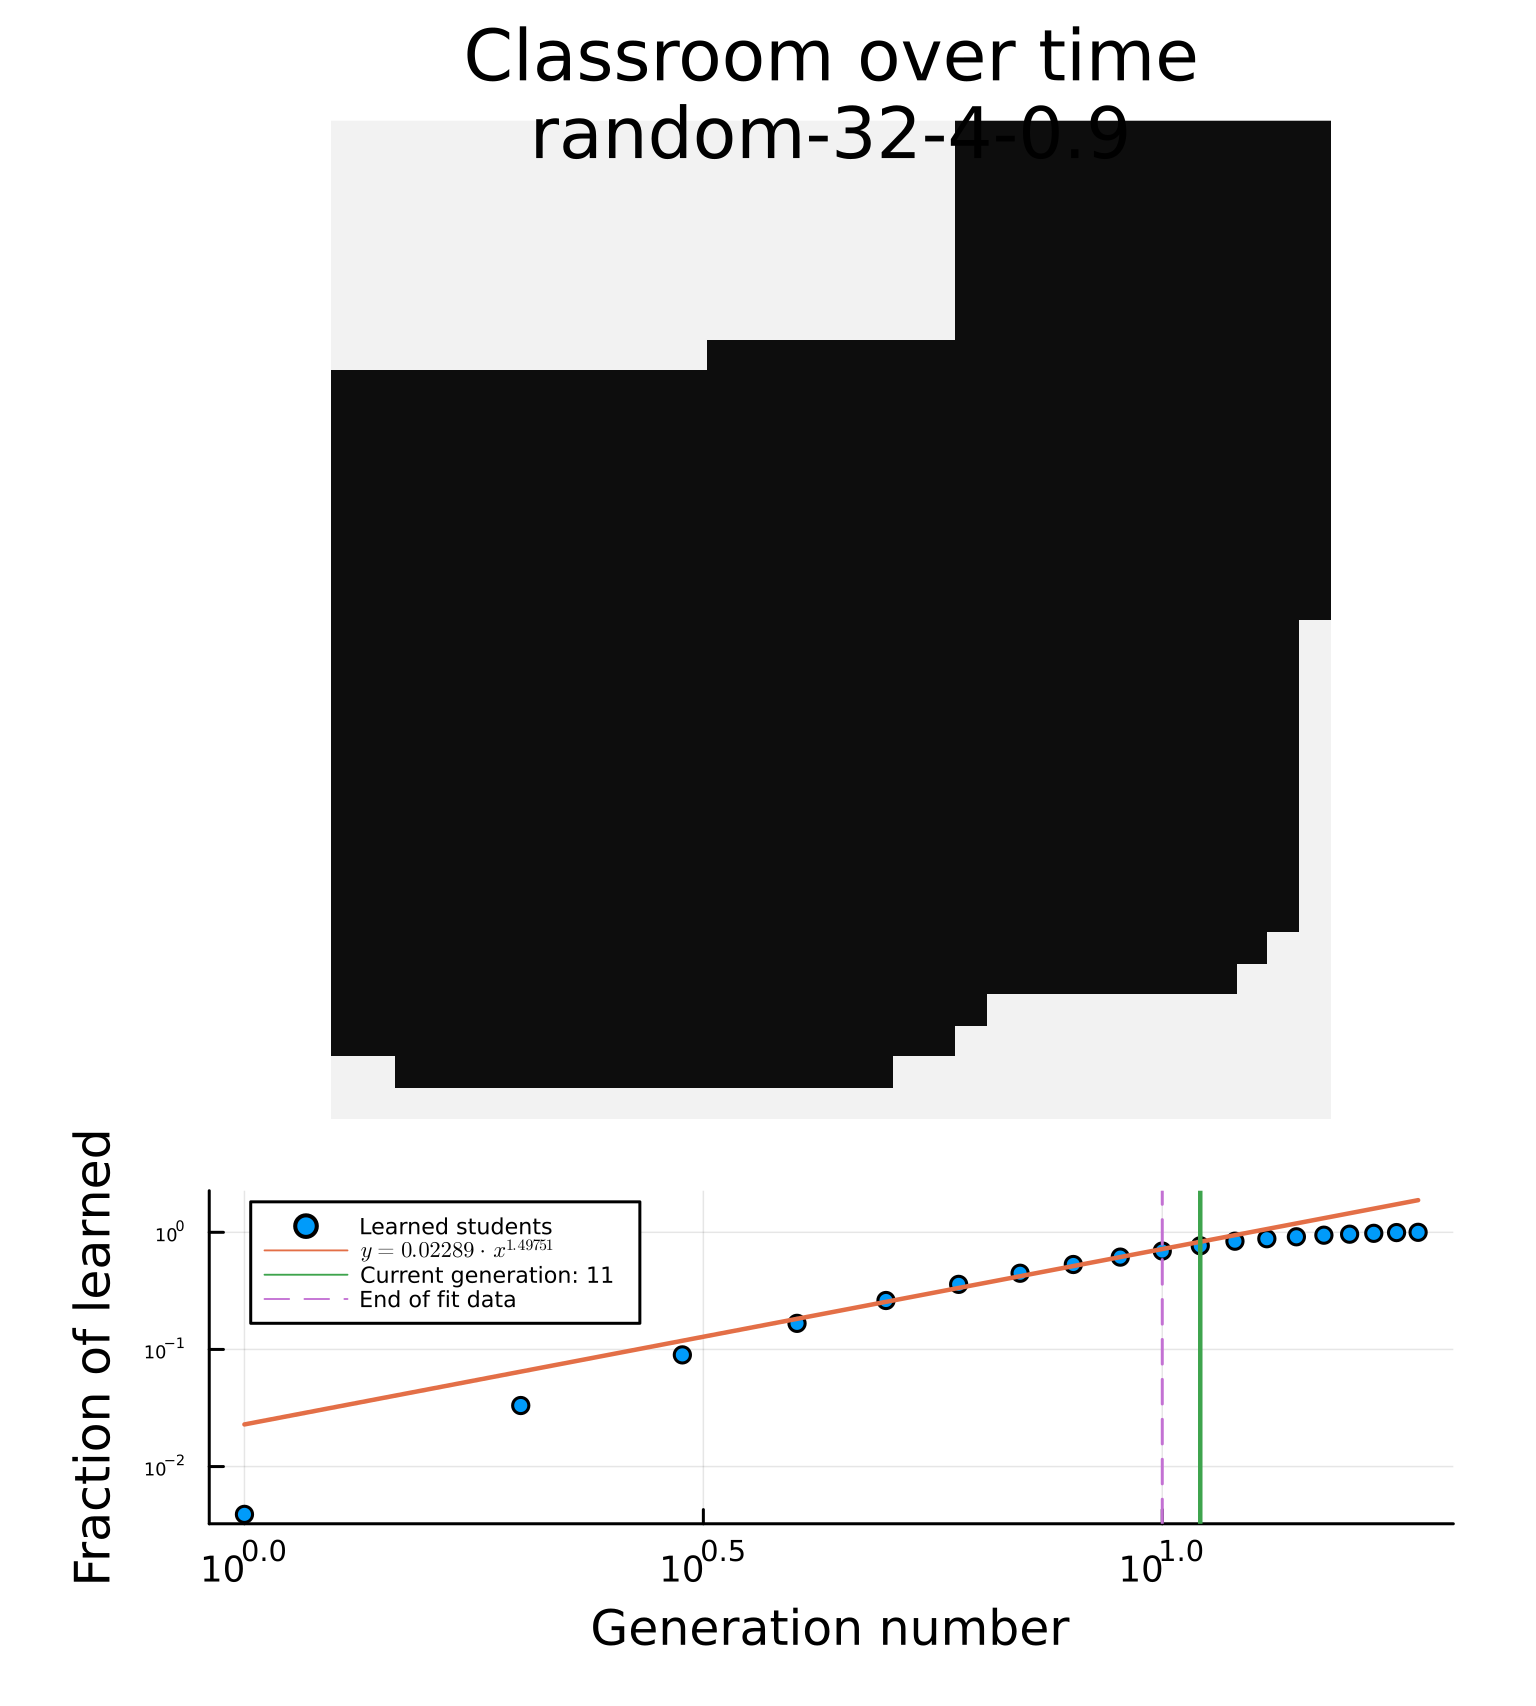 Classroom over time
random-32-4-0.9
Fraction of learned
10^0
10^-1
10^-2
Learned students
y = 0.02289 · x^1.49751
Current generation: 11
End of fit data
10^0.0
10^0.5
10^1.0
Generation number